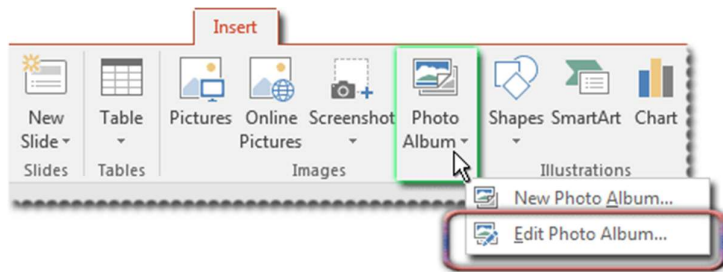 Insert
New Table Pictures Online Screenshot Photo Shapes SmartArt Chart
Slide Pictures Album
Slides Tables Images Illustrations
New Photo Album...
Edit Photo Album...